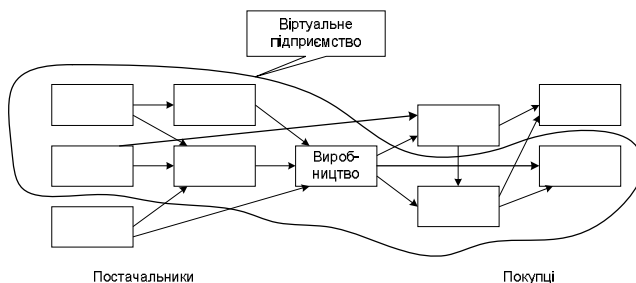 Віртуальне
підприємство
Вироб-
ництво
Постачальники
Покупці